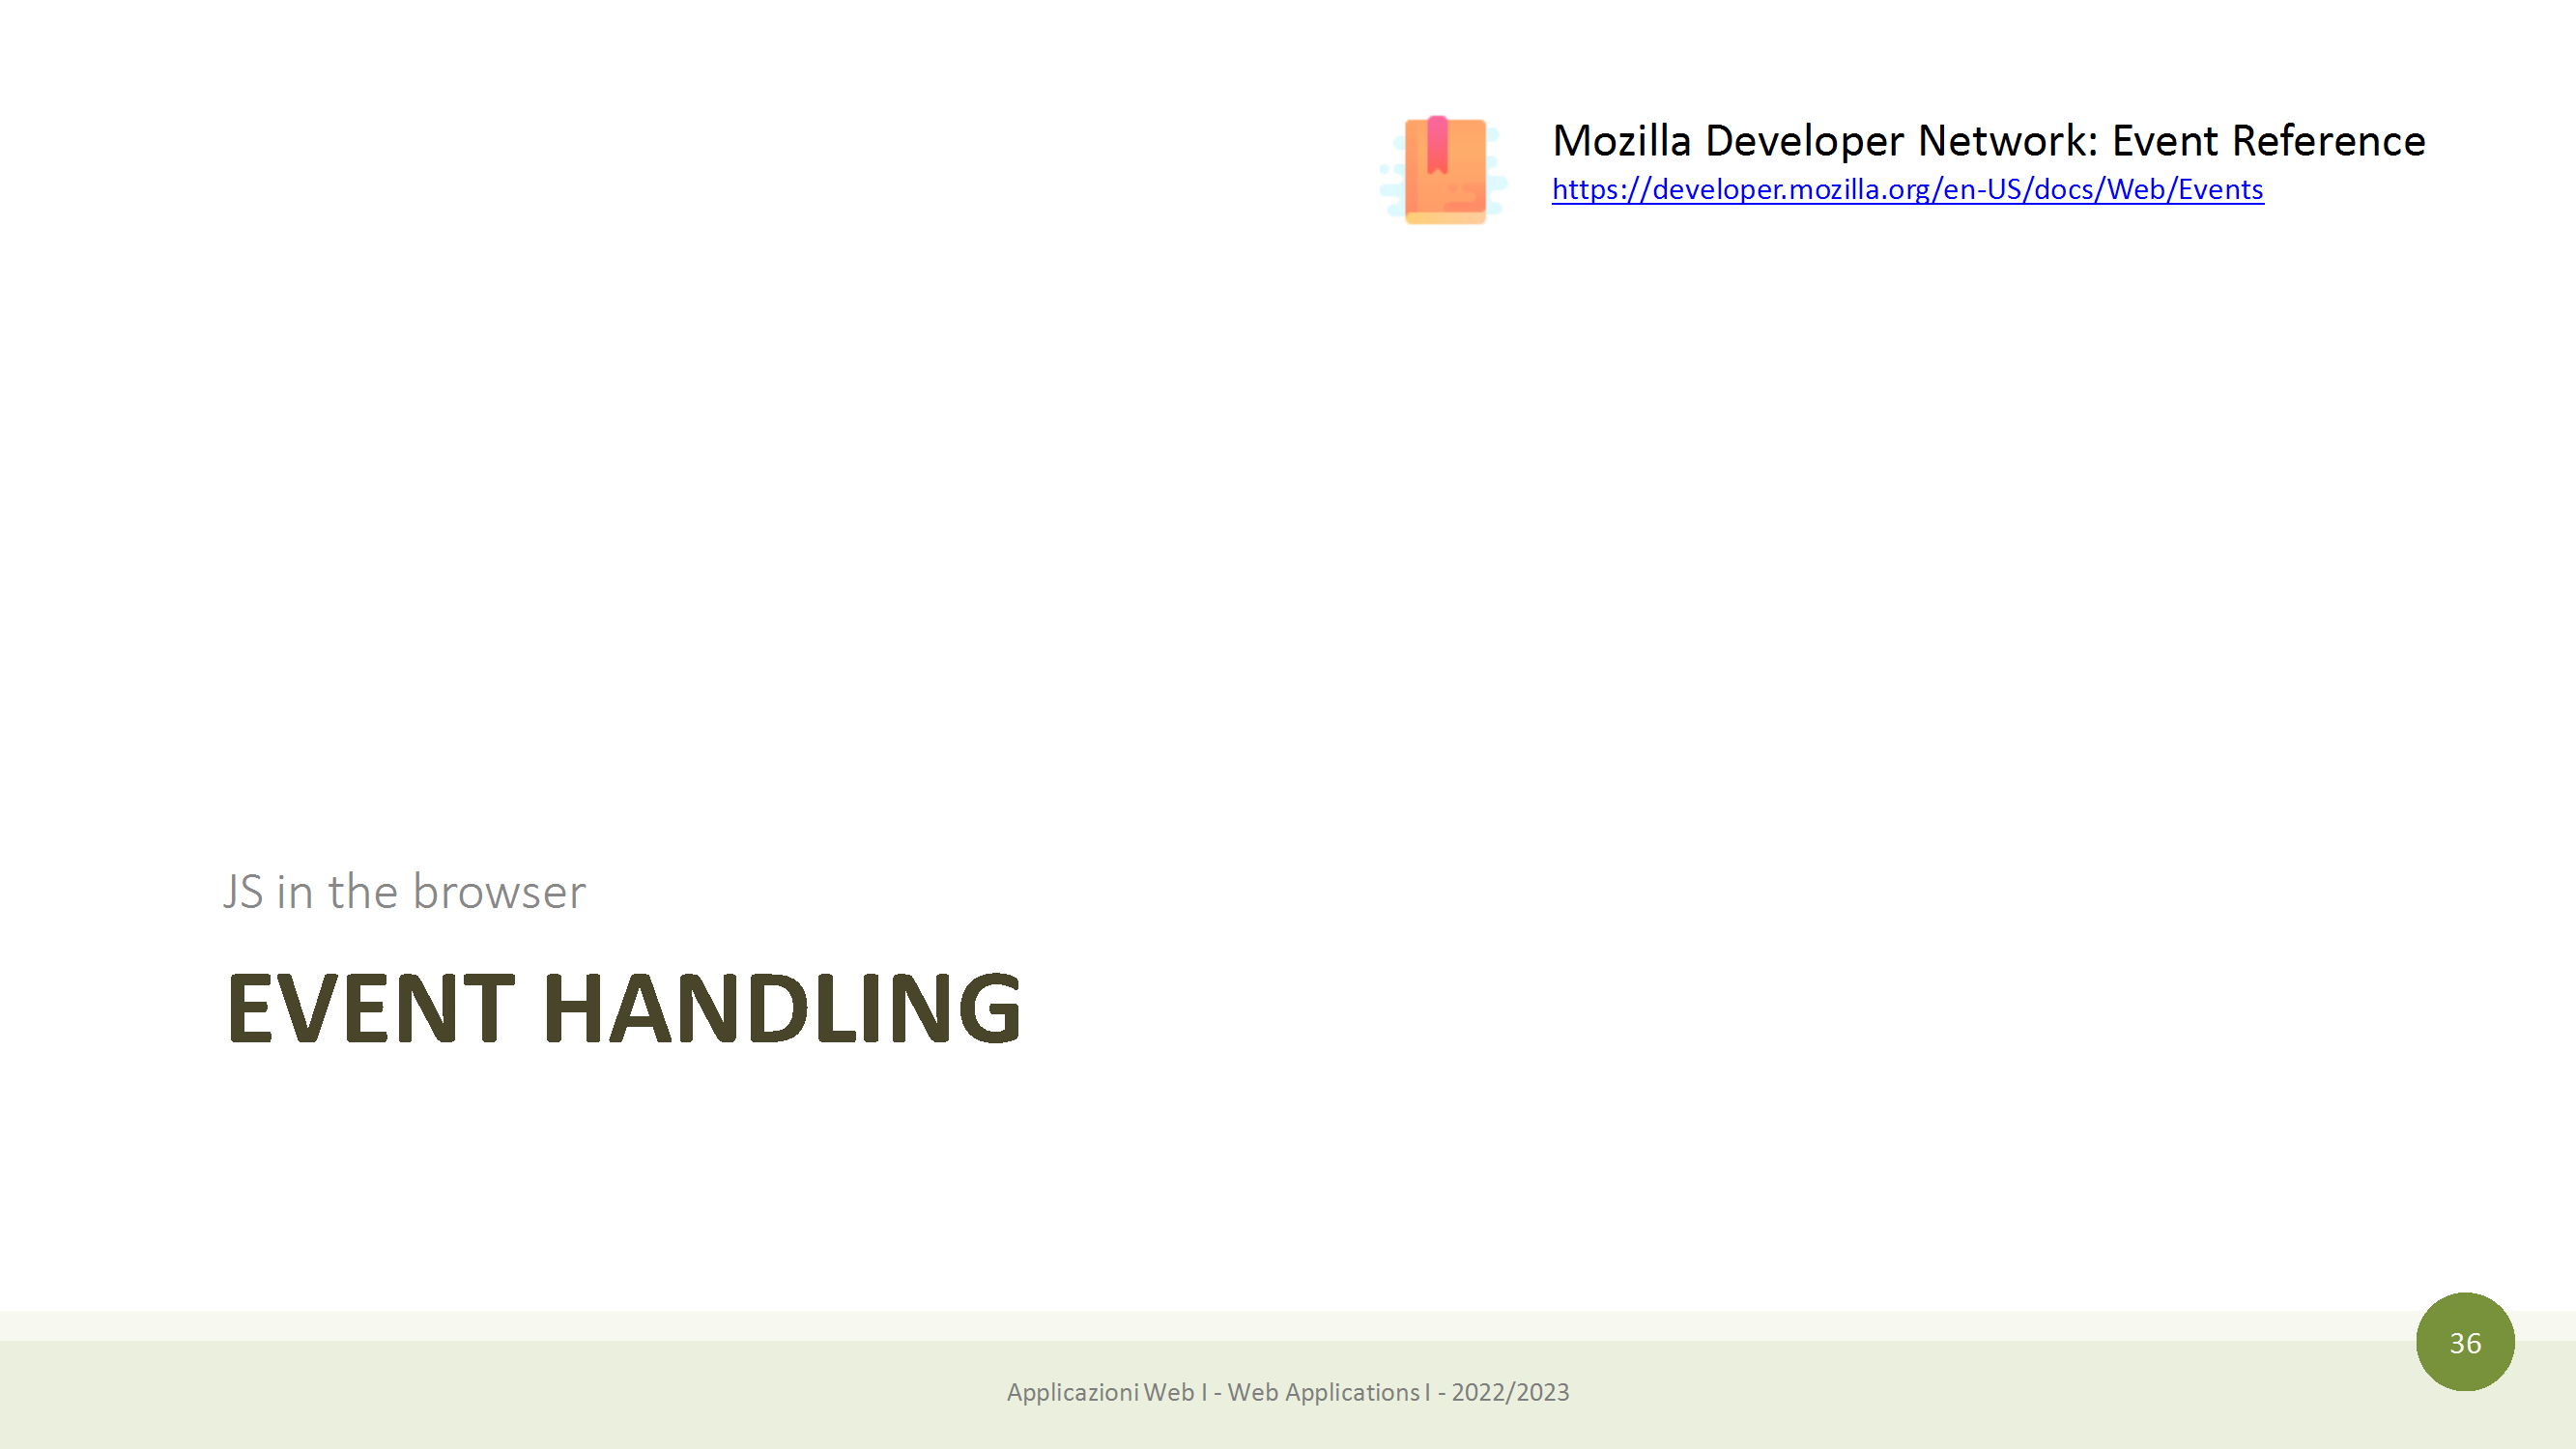 Mozilla Developer Network: Event Reference
https://developer.mozilla.org/en-US/docs/Web/Events
JS in the browser
EVENT HANDLING
36
Applicazioni Web I - Web Applications I - 2022/2023